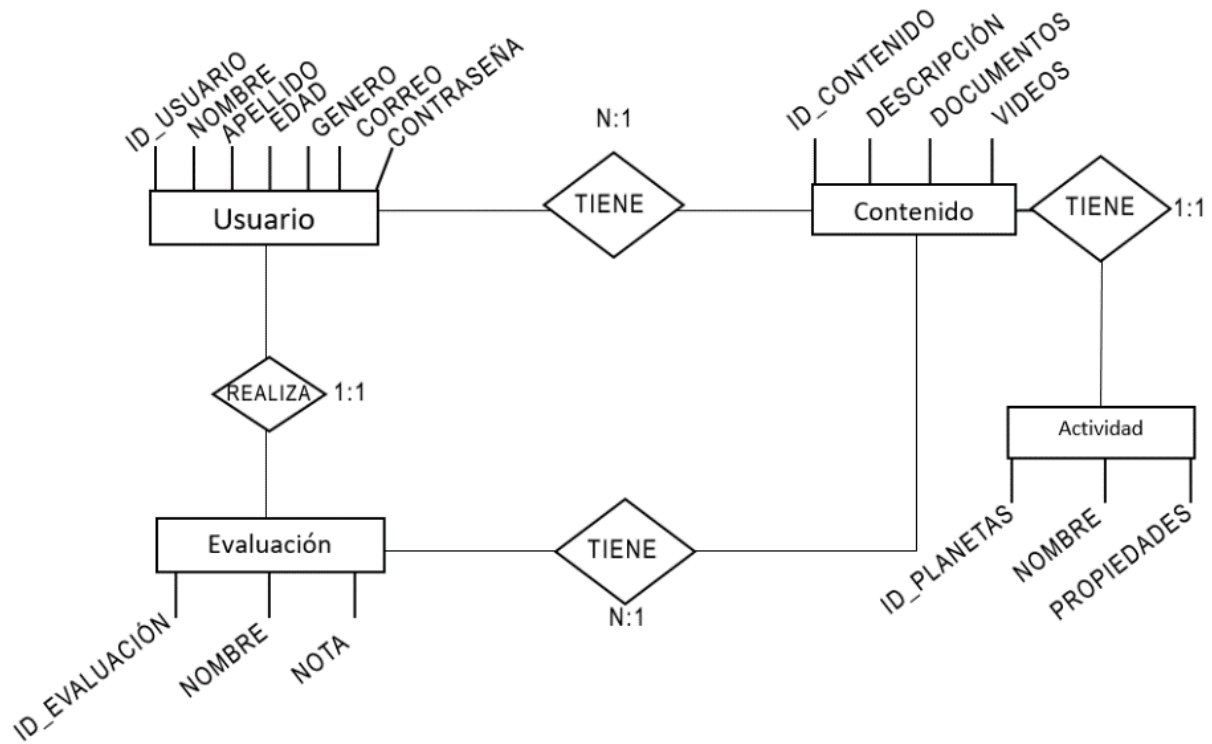 ID_USUARIO
NOMBRE
APELLIDO
EDAD
GENERO
CORREO
CONTRASEÑA
N:1
ID_CONTENIDO
DESCRIPCIÓN
DOCUMENTOS
VIDEOS
Usuario
TIENE
Contenido
TIENE
1:1
REALIZA
1:1
Actividad
ID_PLANETAS
NOMBRE
PROPIEDADES
Evaluación
TIENE
N:1
ID_EVALUACIÓN
NOMBRE
NOTA